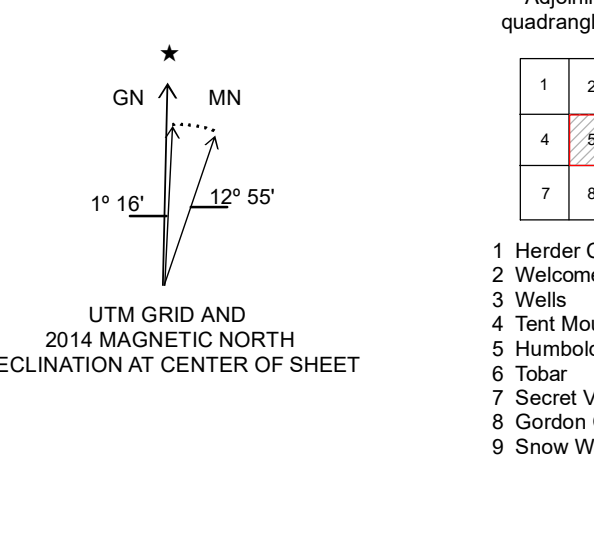 Adjoini
quadrangl
★
GN MN
1º 16' 12º 55'
UTM GRID AND
2014 MAGNETIC NORTH
ECLINATION AT CENTER OF SHEET
1 2
4 5
7 8
1 Herder C
2 Welcome
3 Wells
4 Tent Mou
5 Humbold
6 Tobar
7 Secret V
8 Gordon
9 Snow W